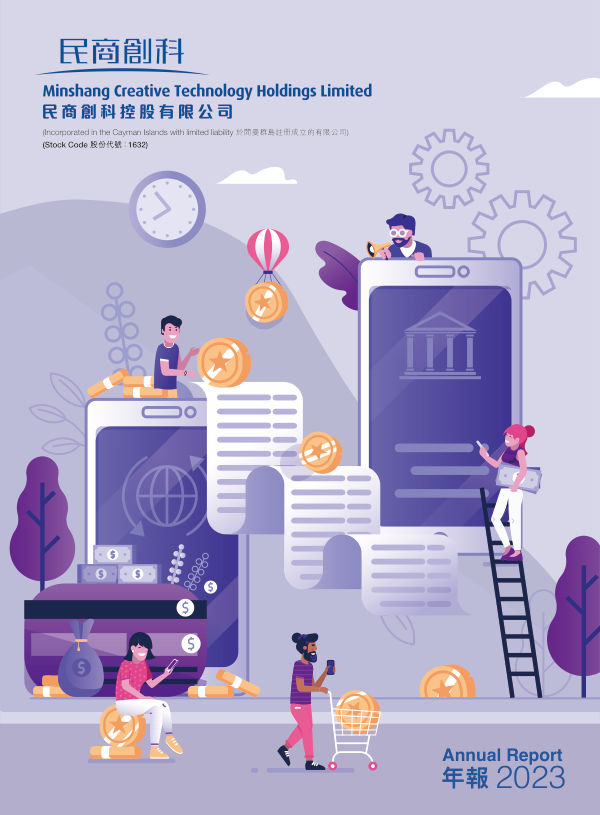 民商創科
Minshang Creative Technology Holdings Limited
民商創科控股有限公司
(Incorporated in the Cayman Islands with limited liability 於開曼群島註冊成立的有限公司)
(Stock Code 股份代號 : 1632)
$
$ $
$
$
$
$
Annual Report
年報 2023